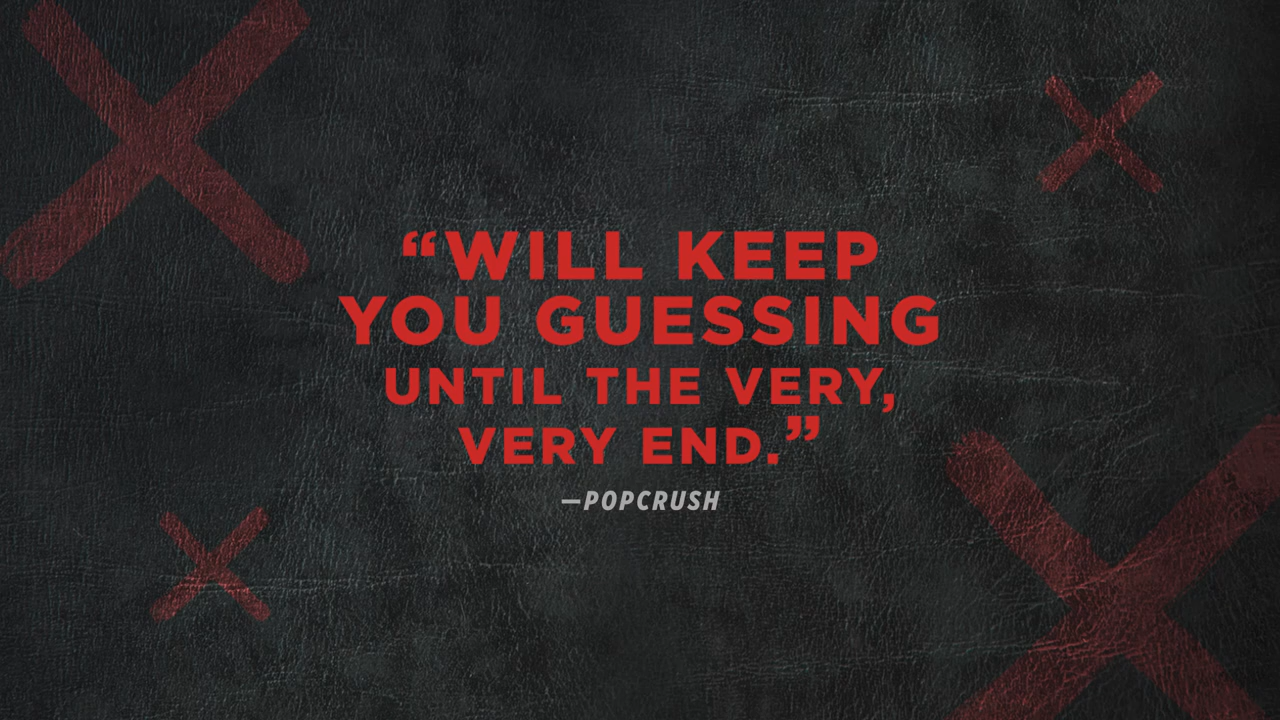 “WILL KEEP
YOU GUESSING
UNTIL THE VERY,
VERY END.”
—POPCRUSH